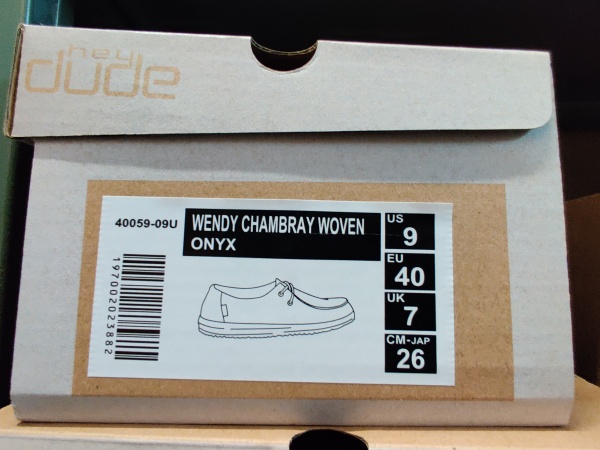 hey
dude
40059-09U
WENDY CHAMBRAY WOVEN
ONYX
US
9
EU
40
UK
7
CM-JAP
26
197002023882